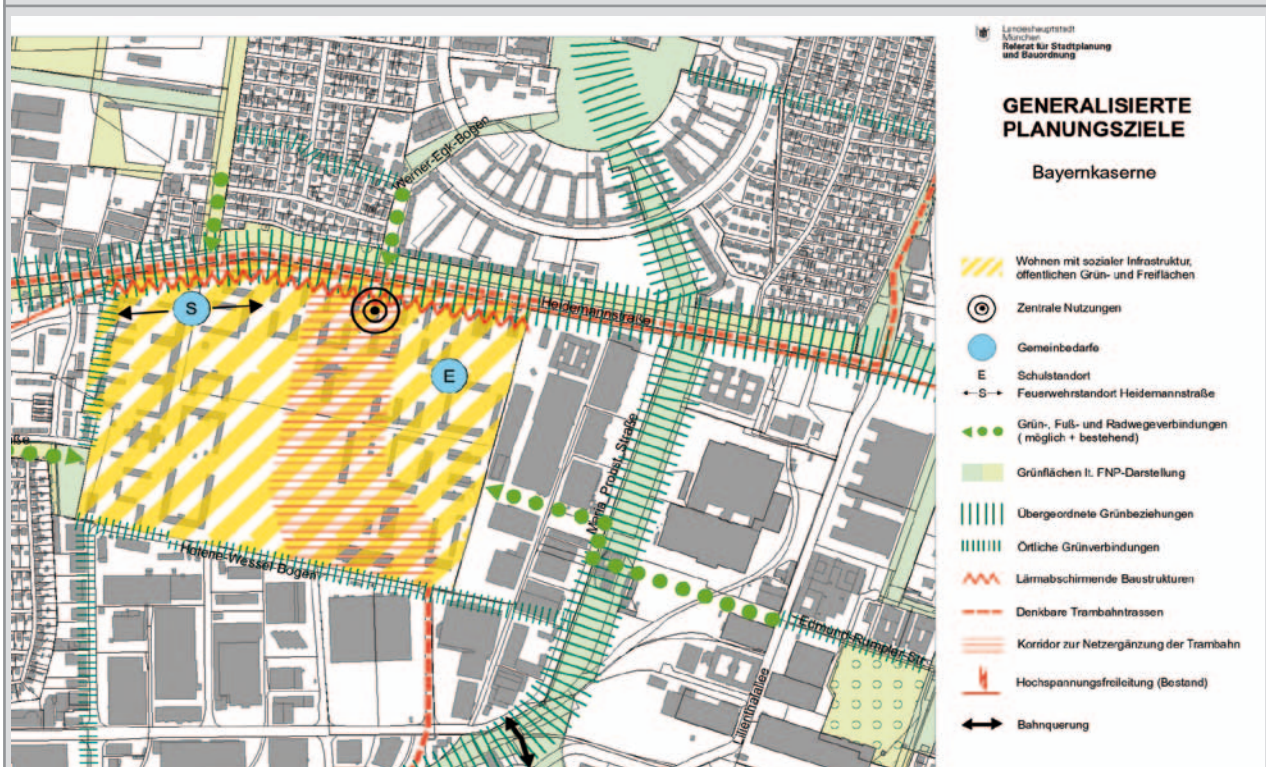 Landeshauptstadt
München
Referat für Stadtplanung
und Bauordnung
GENERALISIERTE
PLANUNGSZIELE
Bayernkaserne
Wohnen mit sozialer Infrastruktur,
öffentlichen Grün- und Freiflächen
Zentrale Nutzungen
Gemeinbedarfe
E Schulstandort
S Feuerwehrstandort Heidemannstraße
Grün-, Fuß- und Radwegeverbindungen
( möglich + bestehend)
Grünflächen lt. FNP-Darstellung
Übergeordnete Grünbeziehungen
Örtliche Grünverbindungen
Lärmabschirmende Baustrukturen
Denkbare Trambahntrassen
Korridor zur Netzergänzung der Trambahn
Hochspannungsfreileitung (Bestand)
Bahnquerung
Werner-Egk-Bogen
S
Heidemannstraße
E
aße
Maria Probst. Straße
Helene-Wessel Bogen
Edmund-Rumpler-Str.
Lilienthalallee